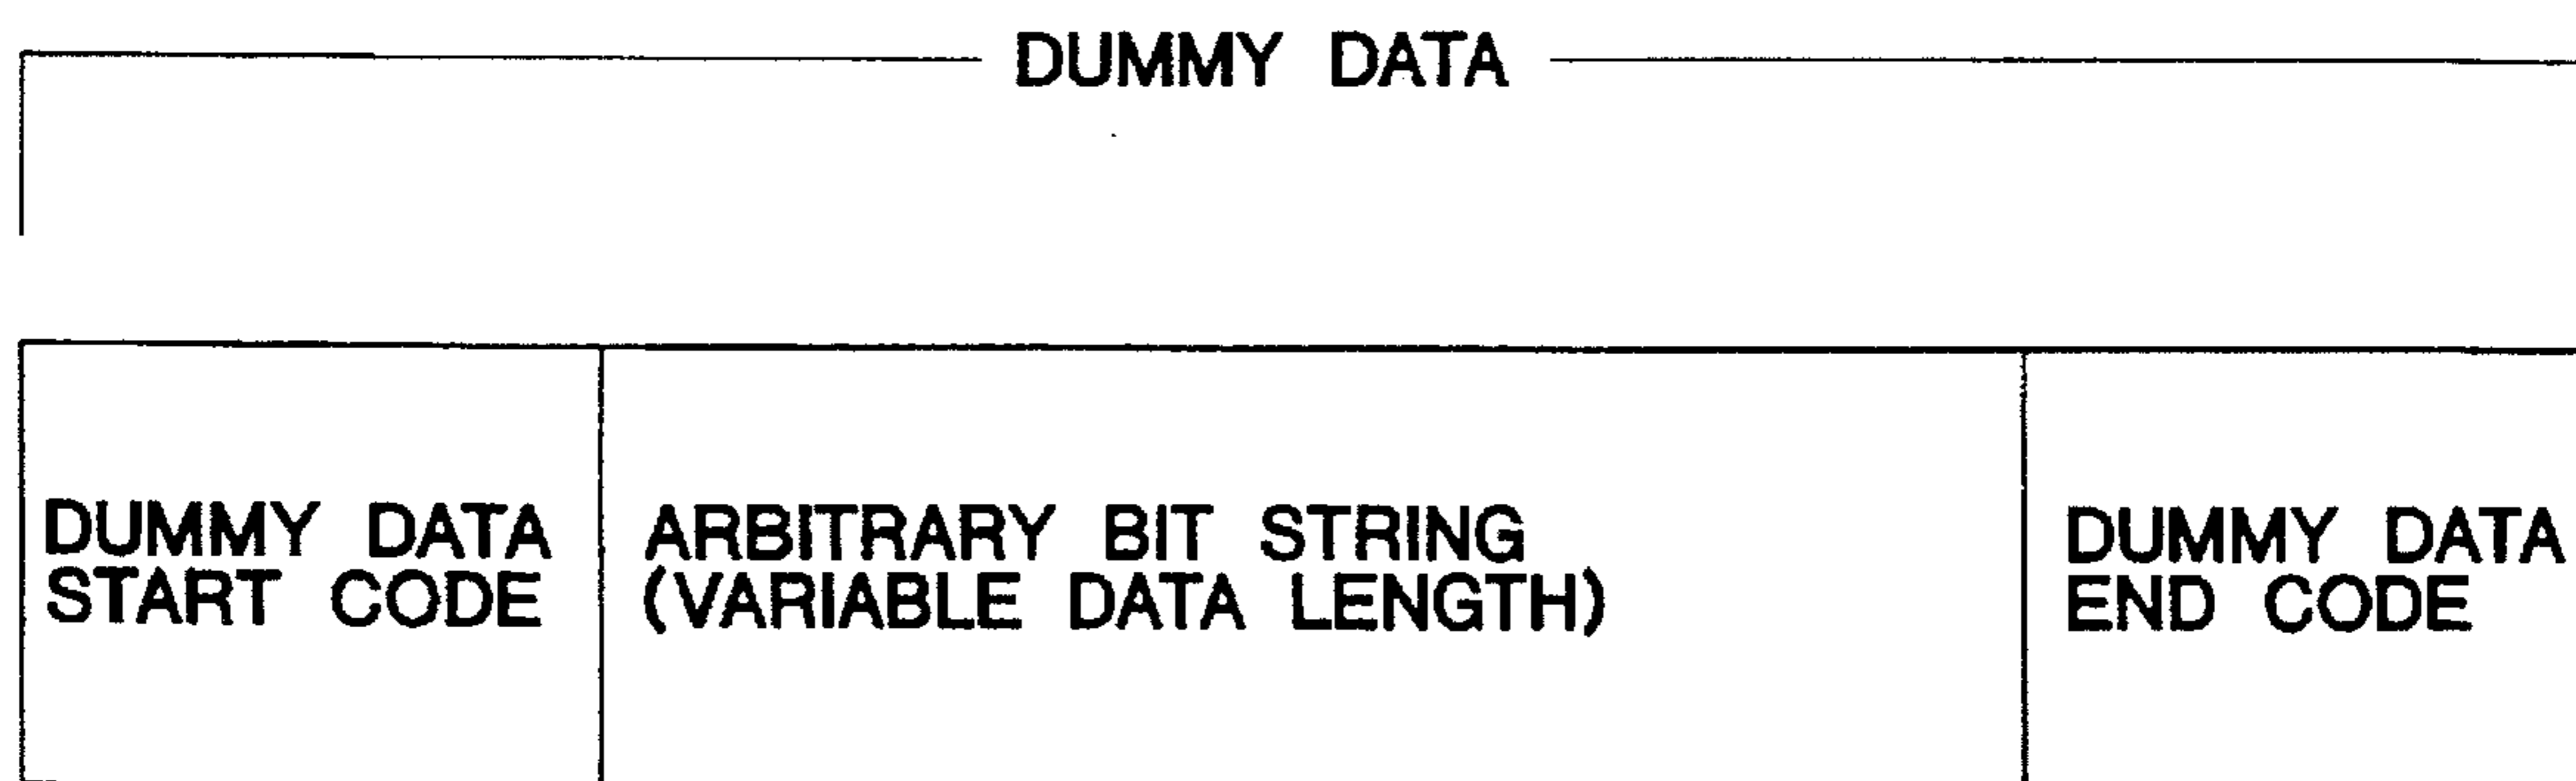 DUMMY DATA
DUMMY DATA
START CODE
ARBITRARY BIT STRING
(VARIABLE DATA LENGTH)
DUMMY DATA
END CODE